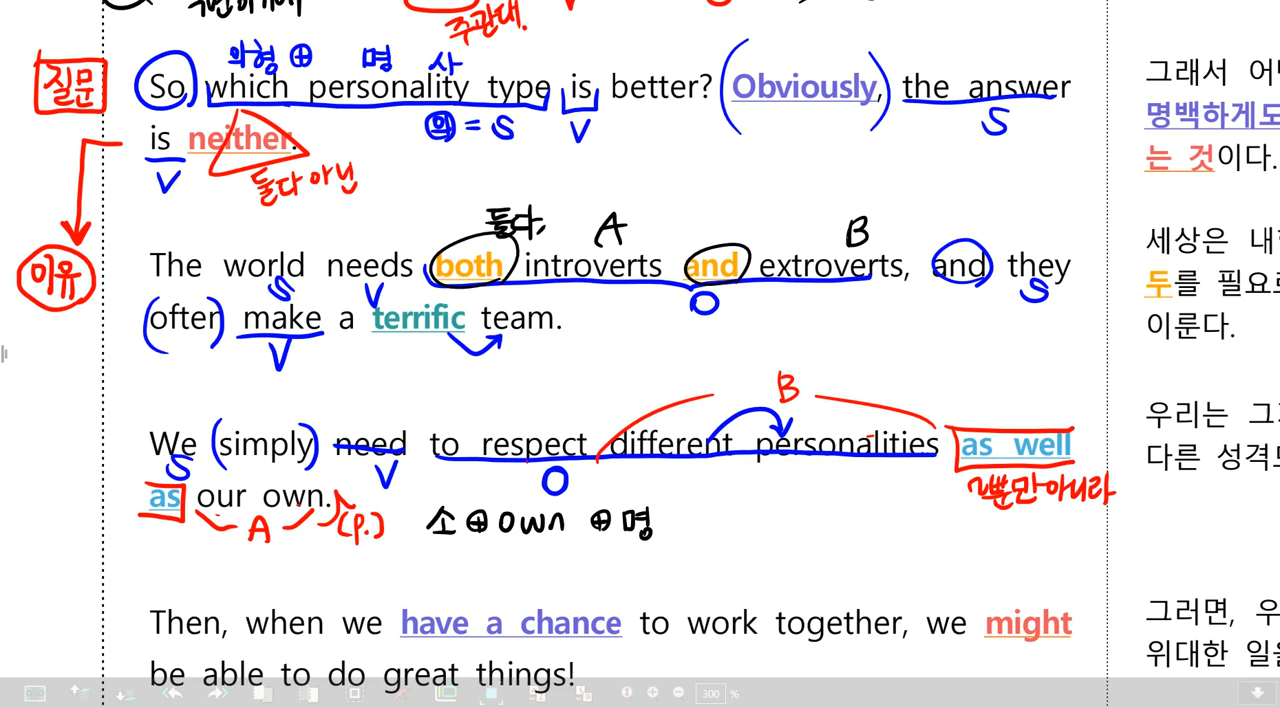 주관대.
의형 ⊕ 명 사
질문 So, which personality type is better? Obviously, the answer 그래서 어
의 = S V S 명백하게도
is neither. 는 것이다.
V 둘다 아닌
둘다. A B
The world needs both introverts and extroverts, and they 세상은 내
이유 S V O S 두를 필요로
(often) make a terrific team. 이룬다.
V
B
We (simply) need to respect different personalities as well 우리는 그
S V O 다른 성격
as our own. ~뿐만아니라
A (p.) 소 ⊕ own ⊕ 명
Then, when we have a chance to work together, we might 그러면, 우
be able to do great things! 위대한 일을
300 %